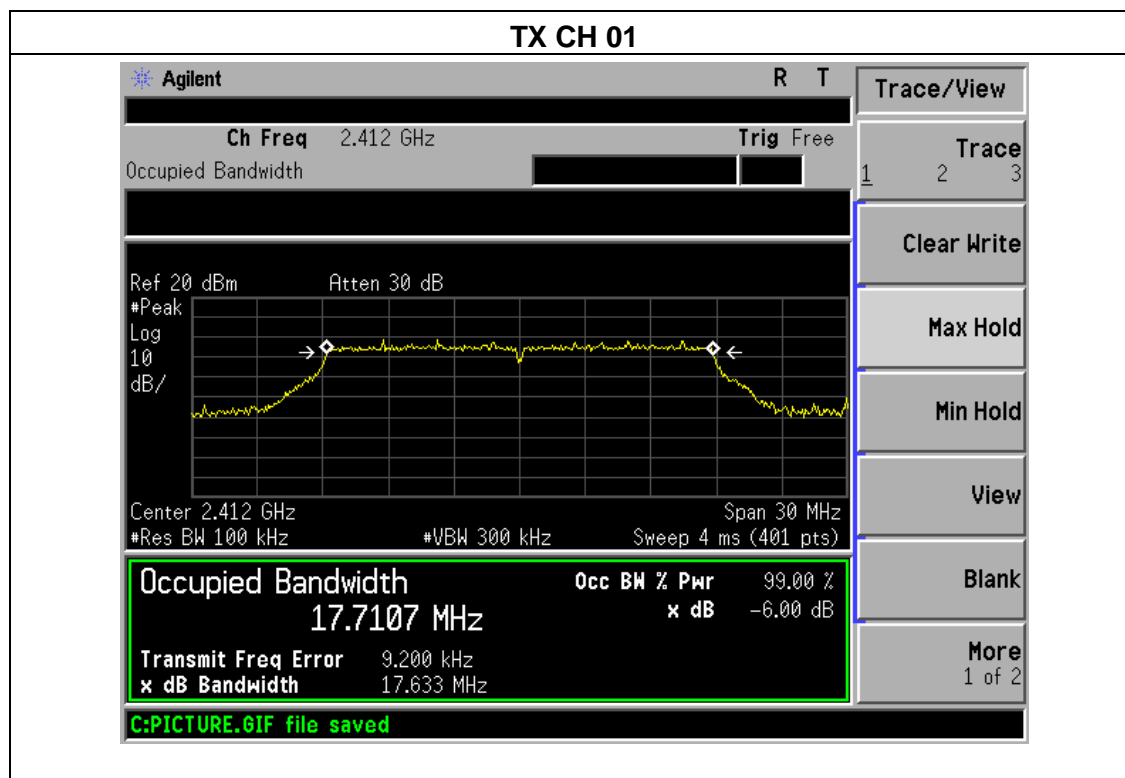 TX CH 01
Agilent R T
Trace/View
Ch Freq 2.412 GHz Trig Free
Occupied Bandwidth
Trace
1 2 3
Clear Write
Ref 20 dBm Atten 30 dB
#Peak
Log
10
dB/
Max Hold
Min Hold
View
Center 2.412 GHz Span 30 MHz
#Res BW 100 kHz #VBW 300 kHz Sweep 4 ms (401 pts)
Occupied Bandwidth Occ BW % Pwr 99.00 %
17.7107 MHz x dB -6.00 dB
Blank
Transmit Freq Error 9.200 kHz
x dB Bandwidth 17.633 MHz
More
1 of 2
C:PICTURE.GIF file saved